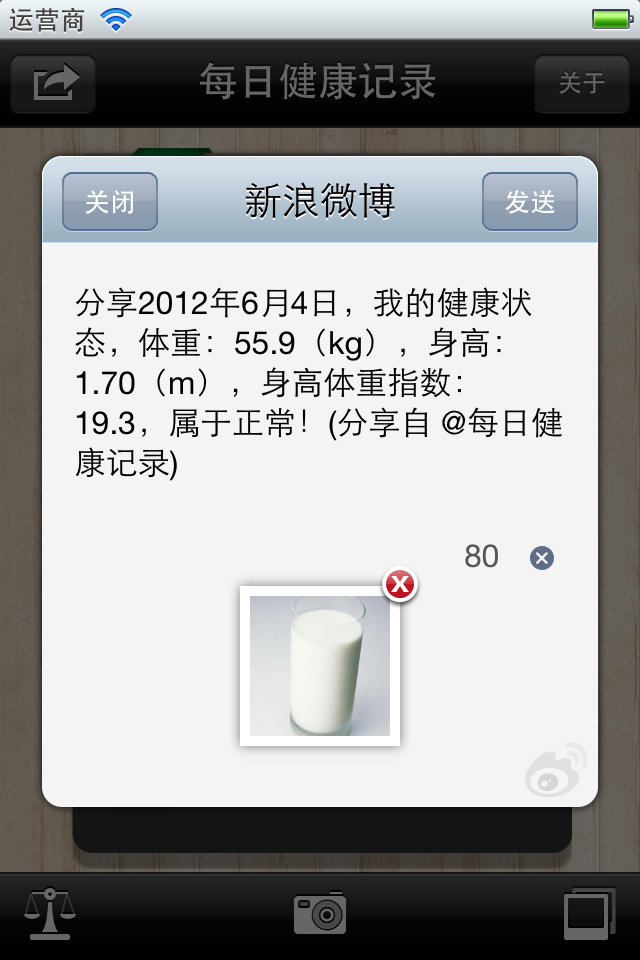 运营商
每日健康记录
关于
关闭
新浪微博
发送
分享2012年6月4日，我的健康状
态，体重：55.9（kg），身高：
1.70（m），身高体重指数：
19.3，属于正常！(分享自 @每日健
康记录)
80